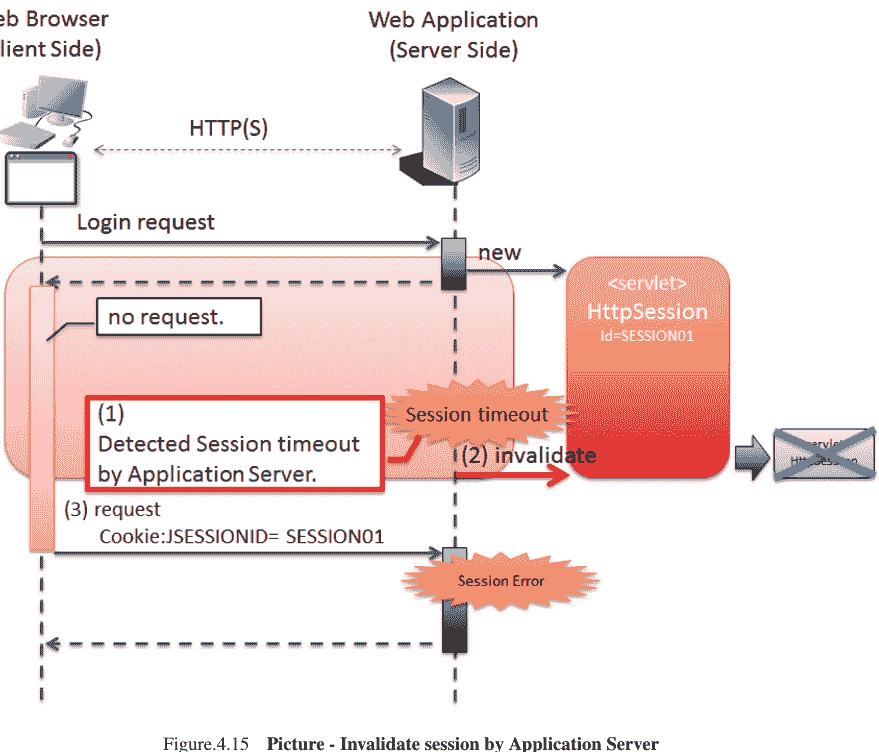 eb Browser
lient Side)
Web Application
(Server Side)
HTTP(S)
Login request
new
<servlet>
HttpSession
Id=SESSION01
no request.
(1)
Detected Session timeout
by Application Server.
Session timeout
(2) invalidate
servlet
HttpSession
(3) request
Cookie:JSESSIONID= SESSION01
Session Error
Figure.4.15 Picture - Invalidate session by Application Server